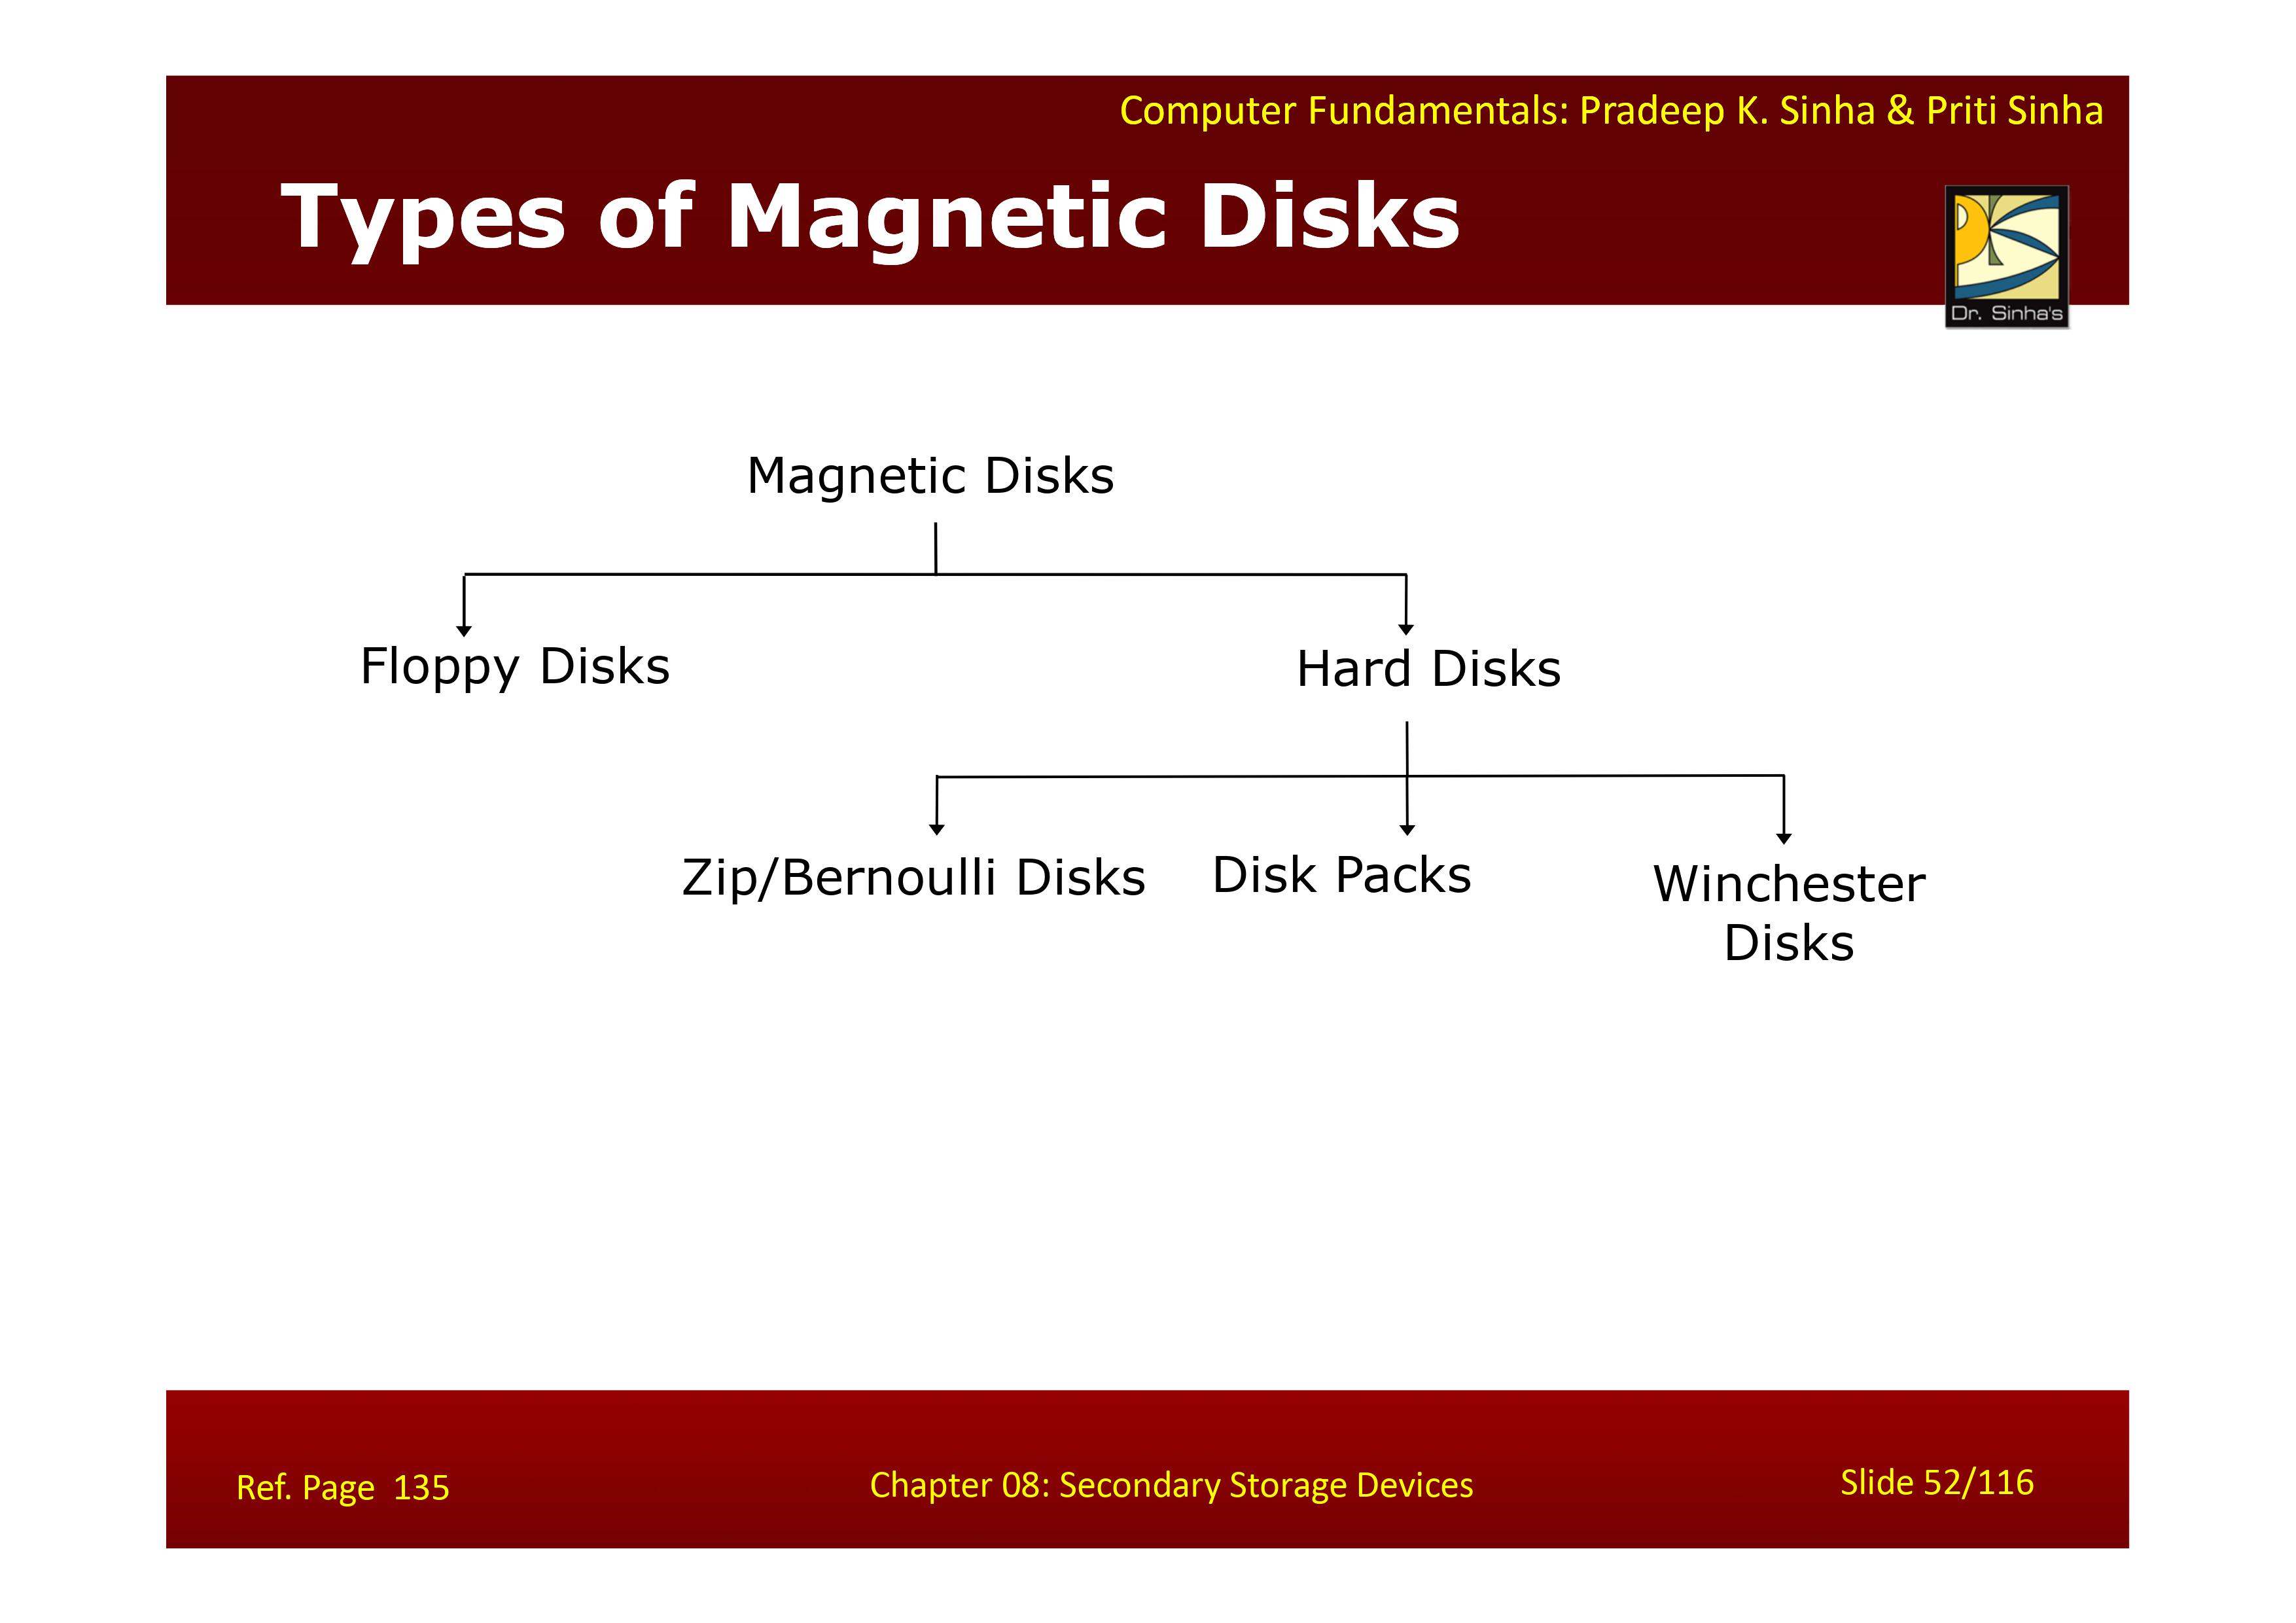 Computer Fundamentals: Pradeep K. Sinha & Priti Sinha
Types of Magnetic Disks
Dr. Sinha's
Magnetic Disks
Floppy Disks
Hard Disks
Zip/Bernoulli Disks
Disk Packs
Winchester
Disks
Ref. Page 135
Chapter 08: Secondary Storage Devices
Slide 52/116